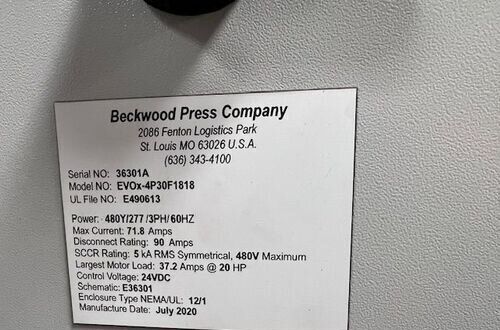 Beckwood Press Company
2086 Fenton Logistics Park
St. Louis MO 63026 U.S.A.
(636) 343-4100
Serial NO: 36301A
Model NO: EVOx-4P30F1818
UL File NO: E490613
Power: 480Y/277 /3PH/60HZ
Max Current: 71.8 Amps
Disconnect Rating: 90 Amps
SCCR Rating: 5 kA RMS Symmetrical, 480V Maximum
Largest Motor Load: 37.2 Amps @ 20 HP
Control Voltage: 24VDC
Schematic: E36301
Enclosure Type NEMA/UL: 12/1
Manufacture Date: July 2020